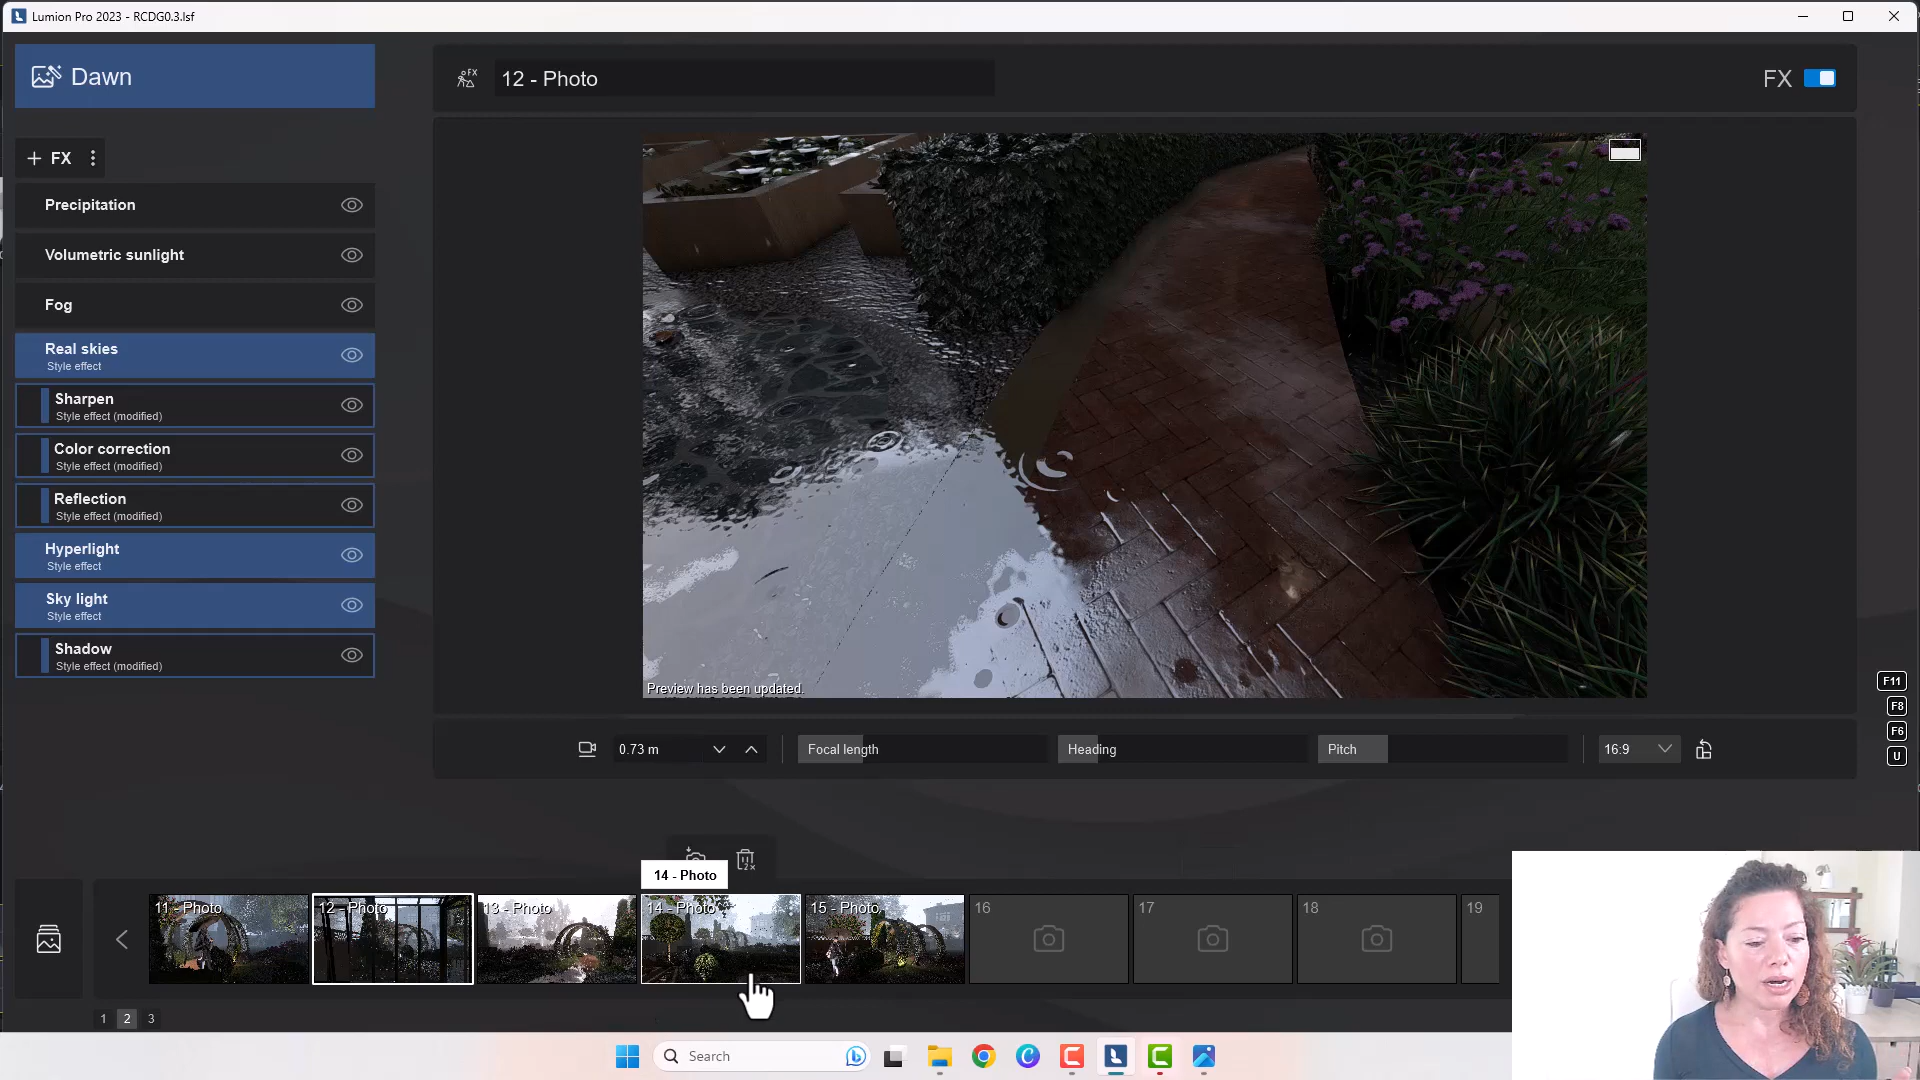 Lumion Pro 2023 - RCDG0.3.lsf
Dawn
12 - Photo
FX
FX
Precipitation
Volumetric sunlight
Fog
Real skies
Style effect
Sharpen
Style effect (modified)
Color correction
Style effect (modified)
Reflection
Style effect (modified)
Hyperlight
Style effect
Sky light
Style effect
Shadow
Style effect (modified)
Preview has been updated.
F11
F8
F6
U
0.73 m
Focal length
Heading
Pitch
16:9
14 - Photo
11 - Photo
12 - Photo
13 - Photo
14 - Photo
15 - Photo
16
17
18
19
1
2
3
Search